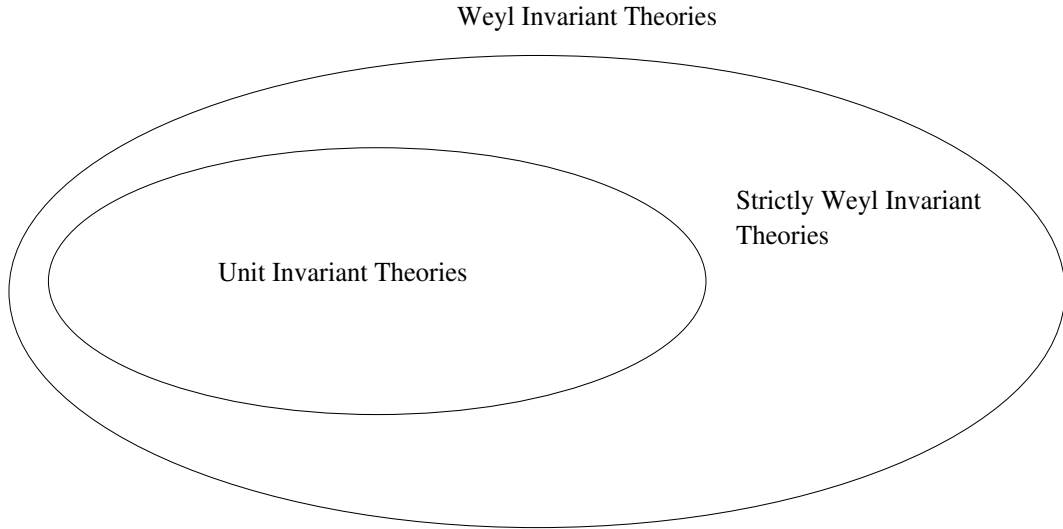 Weyl Invariant Theories
Strictly Weyl Invariant
Theories
Unit Invariant Theories